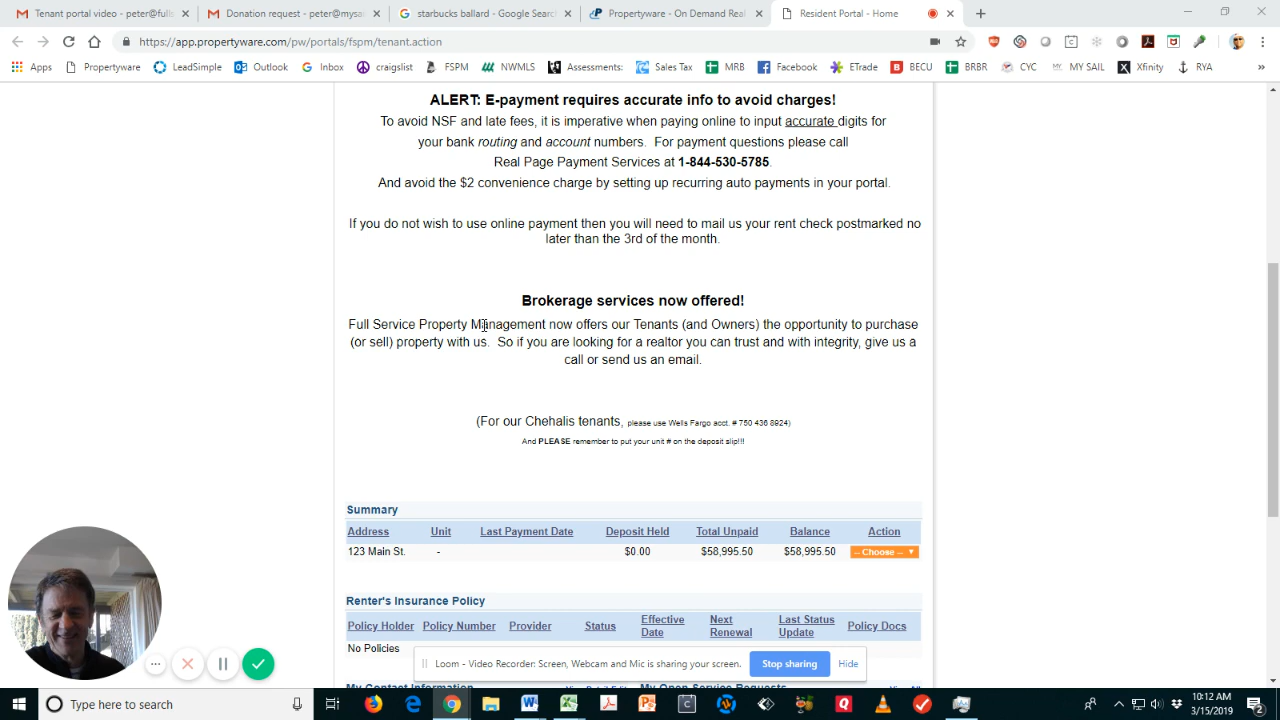 Tenant portal video - peter@fulls
Donation request - peter@mysai
starbucks ballard - Google Searc
Propertyware - On Demand Real
Resident Portal - Home
https://app.propertyware.com/pw/portals/fspm/tenant.action
Apps Propertyware LeadSimple Outlook Inbox craigslist FSPM NWMLS Assessments: Sales Tax MRB Facebook ETrade BECU BRBR CYC MY SAIL Xfinity RYA »
ALERT: E-payment requires accurate info to avoid charges!
To avoid NSF and late fees, it is imperative when paying online to input accurate digits for
your bank routing and account numbers. For payment questions please call
Real Page Payment Services at 1-844-530-5785.
And avoid the $2 convenience charge by setting up recurring auto payments in your portal.
If you do not wish to use online payment then you will need to mail us your rent check postmarked no
later than the 3rd of the month.
Brokerage services now offered!
Full Service Property Management now offers our Tenants (and Owners) the opportunity to purchase
(or sell) property with us. So if you are looking for a realtor you can trust and with integrity, give us a
call or send us an email.
(For our Chehalis tenants, please use Wells Fargo acct. # 750 436 8924)
And PLEASE remember to put your unit # on the deposit slip!!!
Summary
Address Unit Last Payment Date Deposit Held Total Unpaid Balance Action
123 Main St. - $0.00 $58,995.50 $58,995.50 -- Choose --
Renter's Insurance Policy
Policy Holder Policy Number Provider Status Effective Date Next Renewal Last Status Update Policy Docs
No Policies
Loom - Video Recorder: Screen, Webcam and Mic is sharing your screen. Stop sharing Hide
My Contact Information My Open Service Requests
Type here to search
10:12 AM
3/15/2019